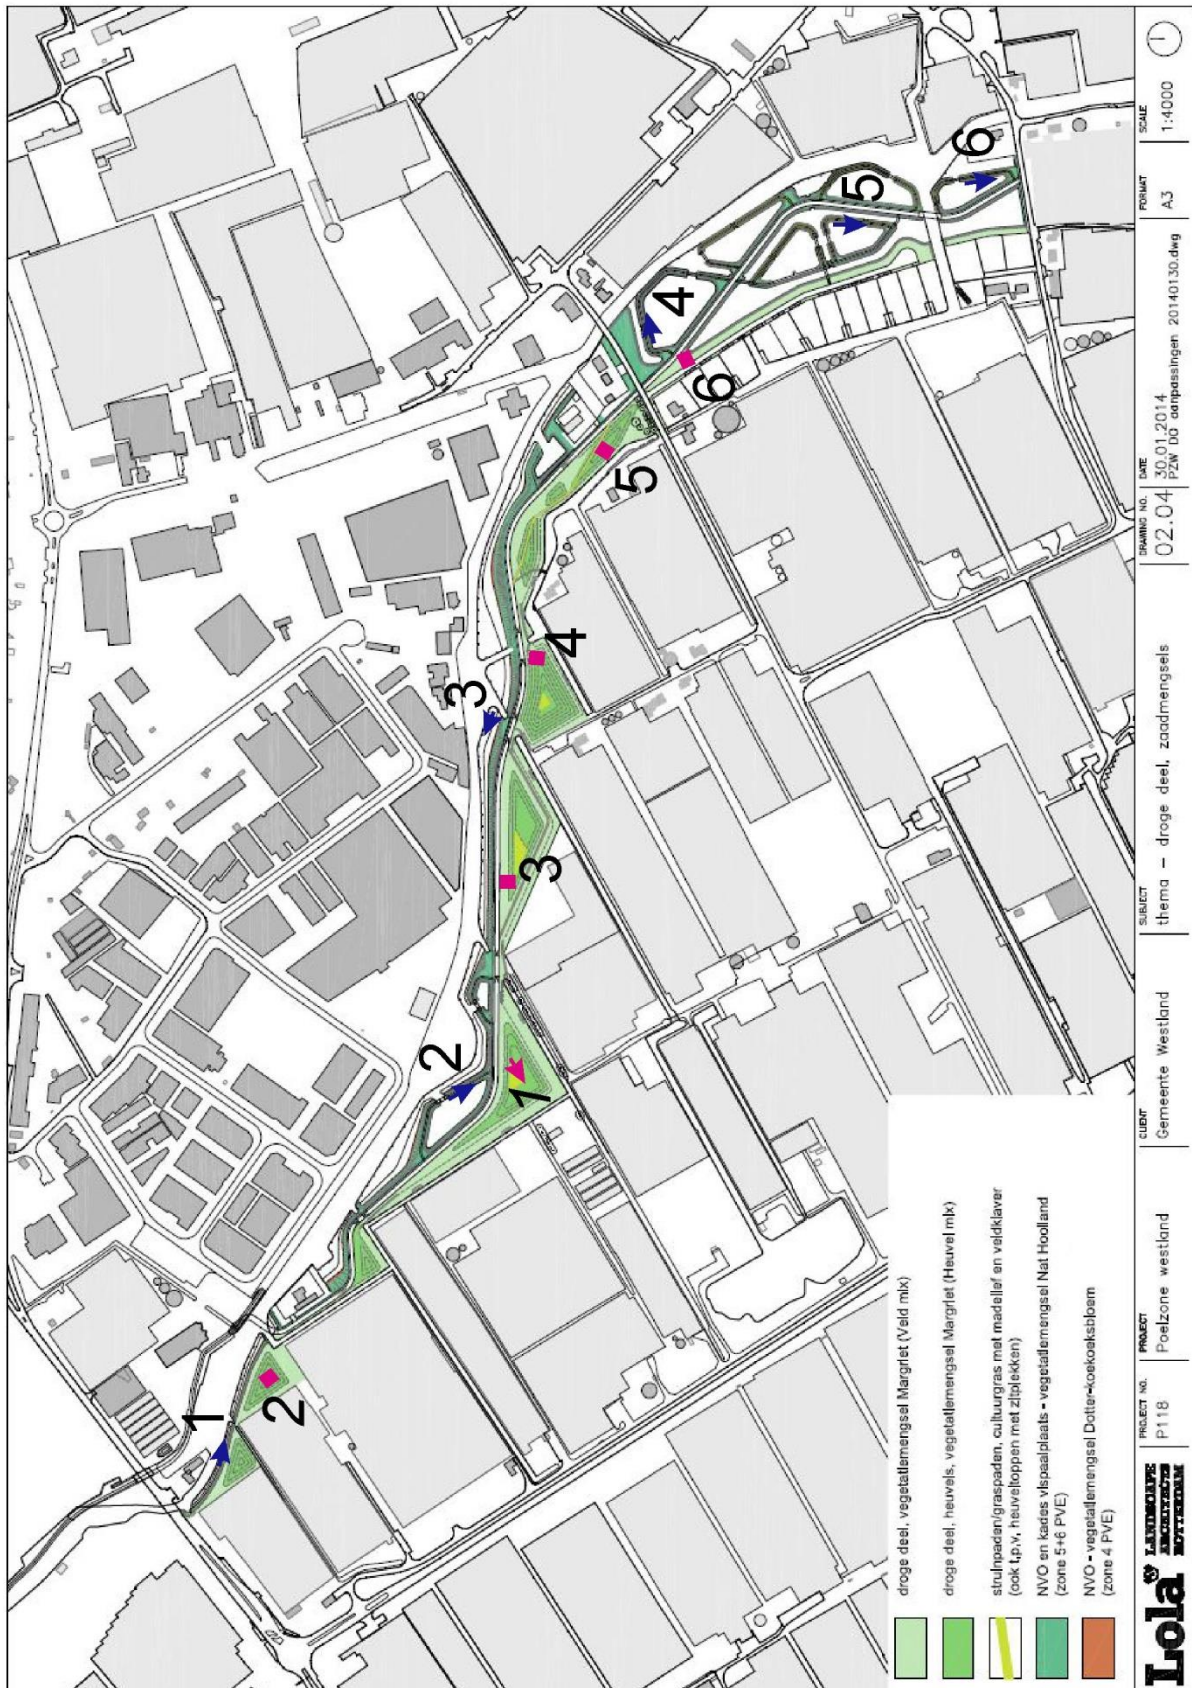 1
2
3
4
5
6
1
2
3
4
5
6
droge deel, vegetatiemengsel Margriet (Veld mix)
droge deel, heuvels, vegetatiemengsel Margriet (Heuvel mix)
struinpaden/graspaden, cultuurgras met madelief en veldklaver
(ook t.p.v. heuveltoppen met zitplekken)
NVO en kades vispaaiplaats - vegetatiemengsel Nat Hoolland
(zone 5+6 PVE)
NVO - vegetatiemengsel Dotter-koekoeksbloem
(zone 4 PVE)
Lola LANDSCAPE
ARCHITECTS
ROTTERDAM
PROJECT NO.
P118
PROJECT
Poelzone westland
CLIENT
Gemeente Westland
SUBJECT
thema - droge deel, zaadmengsels
DRAWING NO.
02.04
DATE
30.01.2014
PZW DO aanpassingen 20140130.dwg
FORMAT
A3
SCALE
1:4000